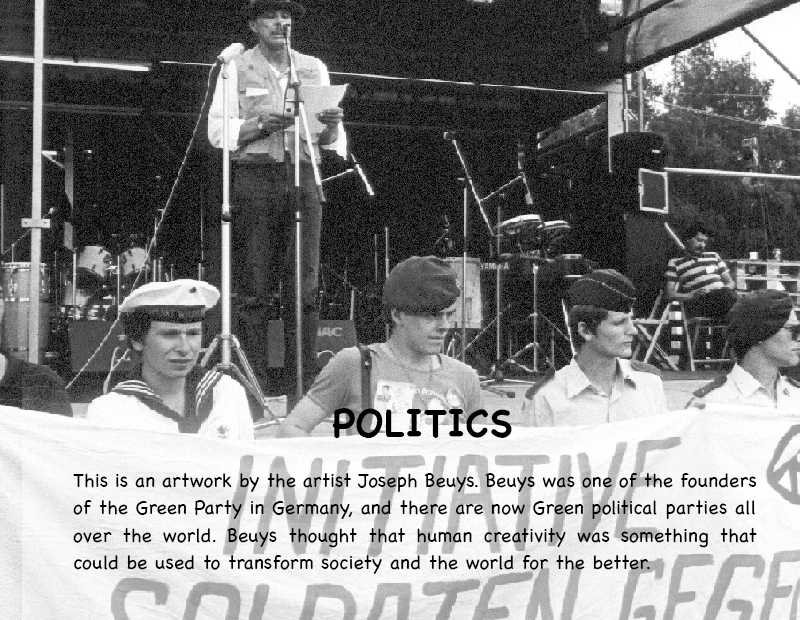 YAMAHA
POLITICS
This is an artwork by the artist Joseph Beuys. Beuys was one of the founders
of the Green Party in Germany, and there are now Green political parties all
over the world. Beuys thought that human creativity was something that
could be used to transform society and the world for the better.
INITIATIVE
SOLDATEN GEGEN